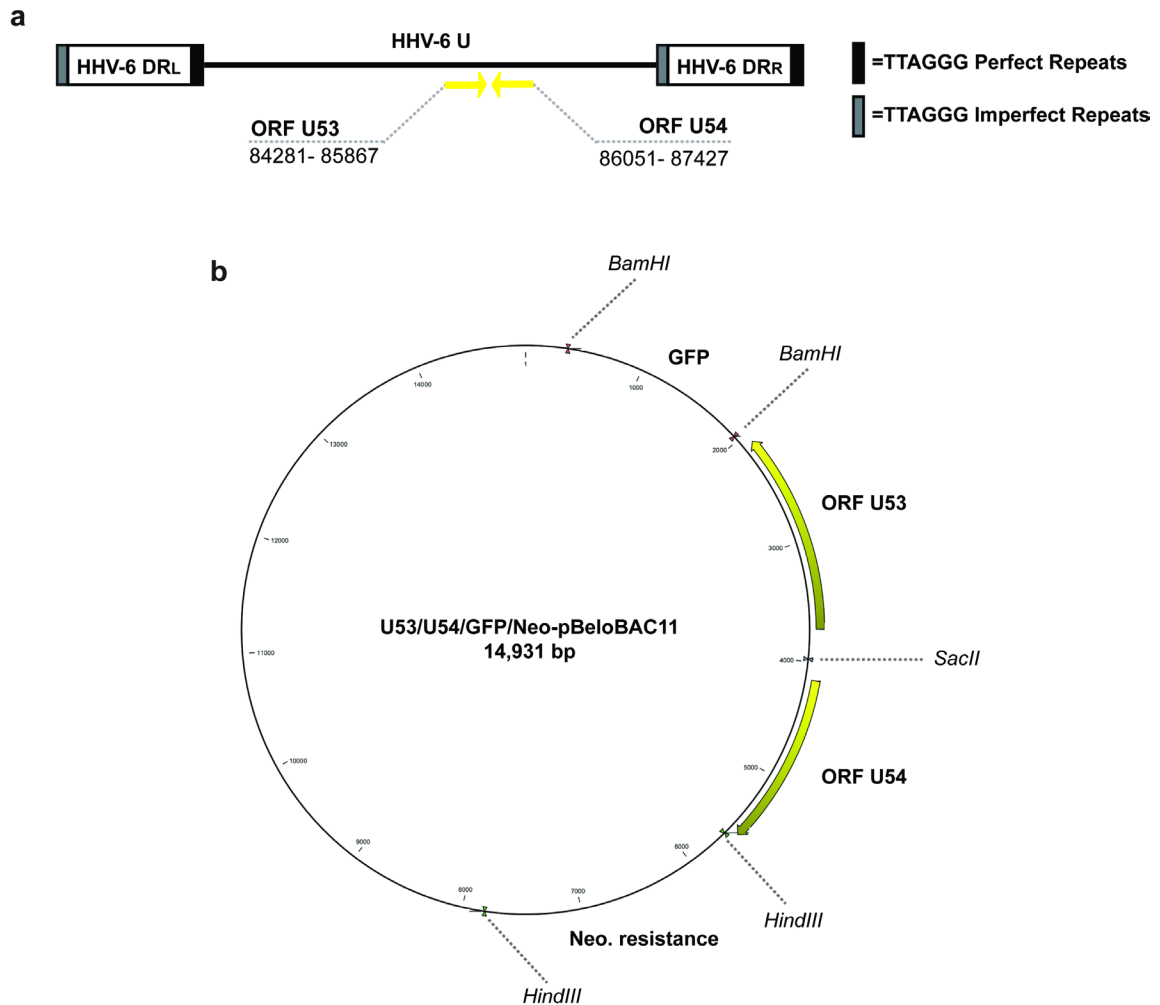 a
HHV-6 U
HHV-6 DRL
HHV-6 DRR
=TTAGGG Perfect Repeats
=TTAGGG Imperfect Repeats
ORF U53
84281- 85867
ORF U54
86051- 87427
b
BamHI
GFP
BamHI
1000
14000
2000
13000
ORF U53
3000
12000
U53/U54/GFP/Neo-pBeloBAC11
14,931 bp
11000
4000
SacII
10000
5000
ORF U54
9000
6000
8000
7000
HindIII
Neo. resistance
HindIII